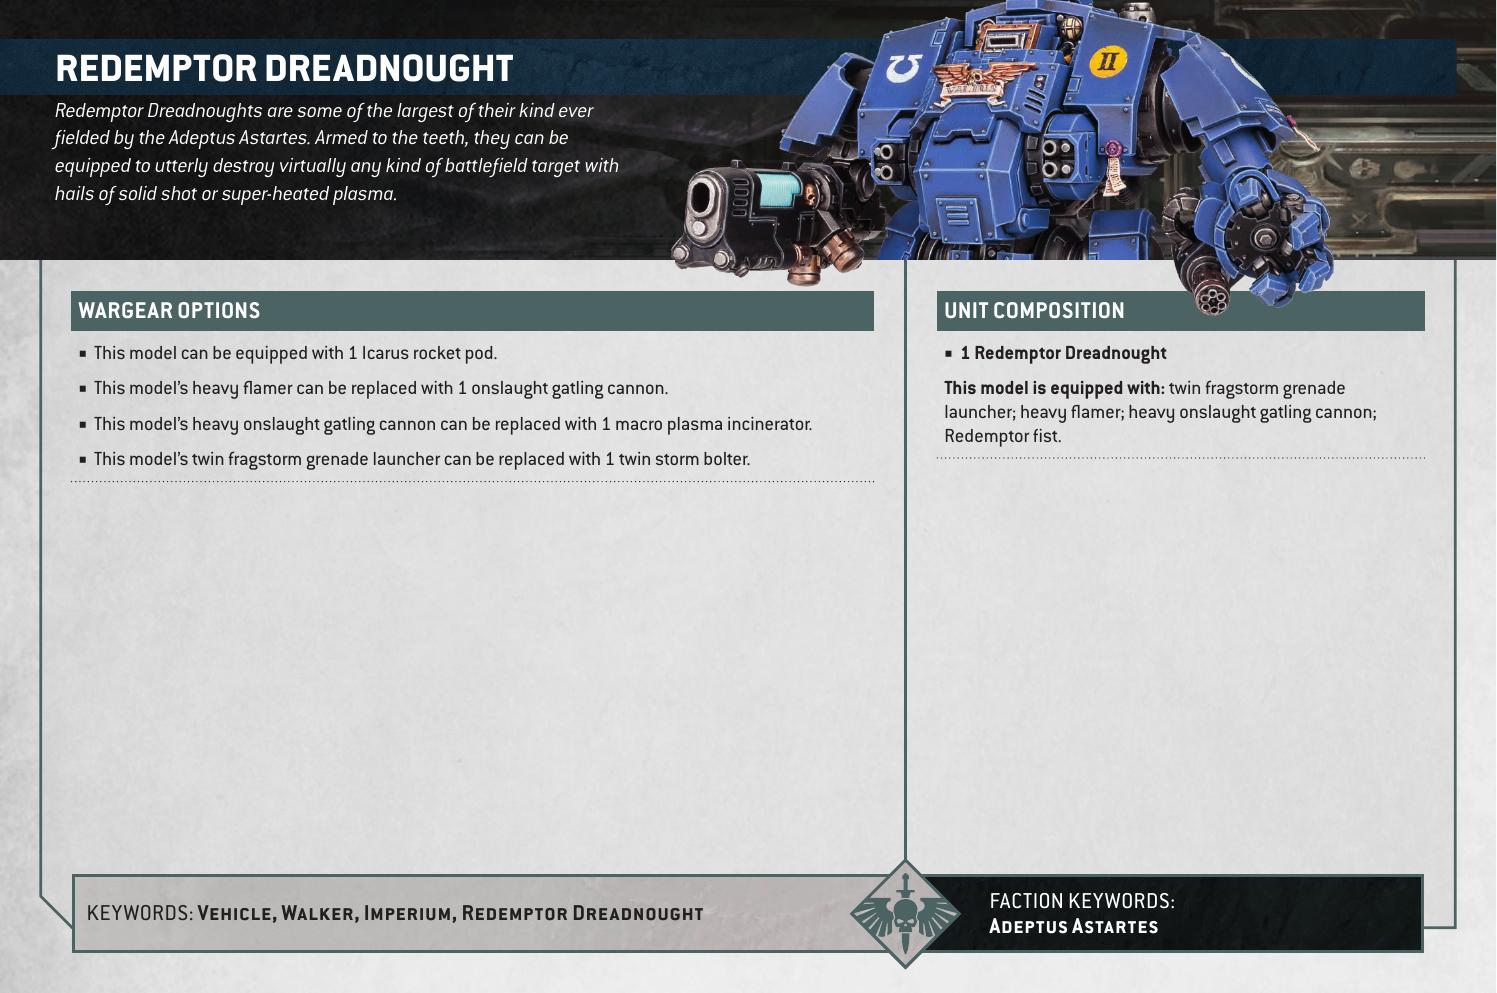 REDEMPTOR DREADNOUGHT
Redemptor Dreadnoughts are some of the largest of their kind ever
fielded by the Adeptus Astartes. Armed to the teeth, they can be
equipped to utterly destroy virtually any kind of battlefield target with
hails of solid shot or super-heated plasma.
II
WARGEAR OPTIONS
▪ This model can be equipped with 1 Icarus rocket pod.
▪ This model’s heavy flamer can be replaced with 1 onslaught gatling cannon.
▪ This model’s heavy onslaught gatling cannon can be replaced with 1 macro plasma incinerator.
▪ This model’s twin fragstorm grenade launcher can be replaced with 1 twin storm bolter.
UNIT COMPOSITION
▪ 1 Redemptor Dreadnought
This model is equipped with: twin fragstorm grenade
launcher; heavy flamer; heavy onslaught gatling cannon;
Redemptor fist.
KEYWORDS: Vehicle, Walker, Imperium, Redemptor Dreadnought
FACTION KEYWORDS:
Adeptus Astartes